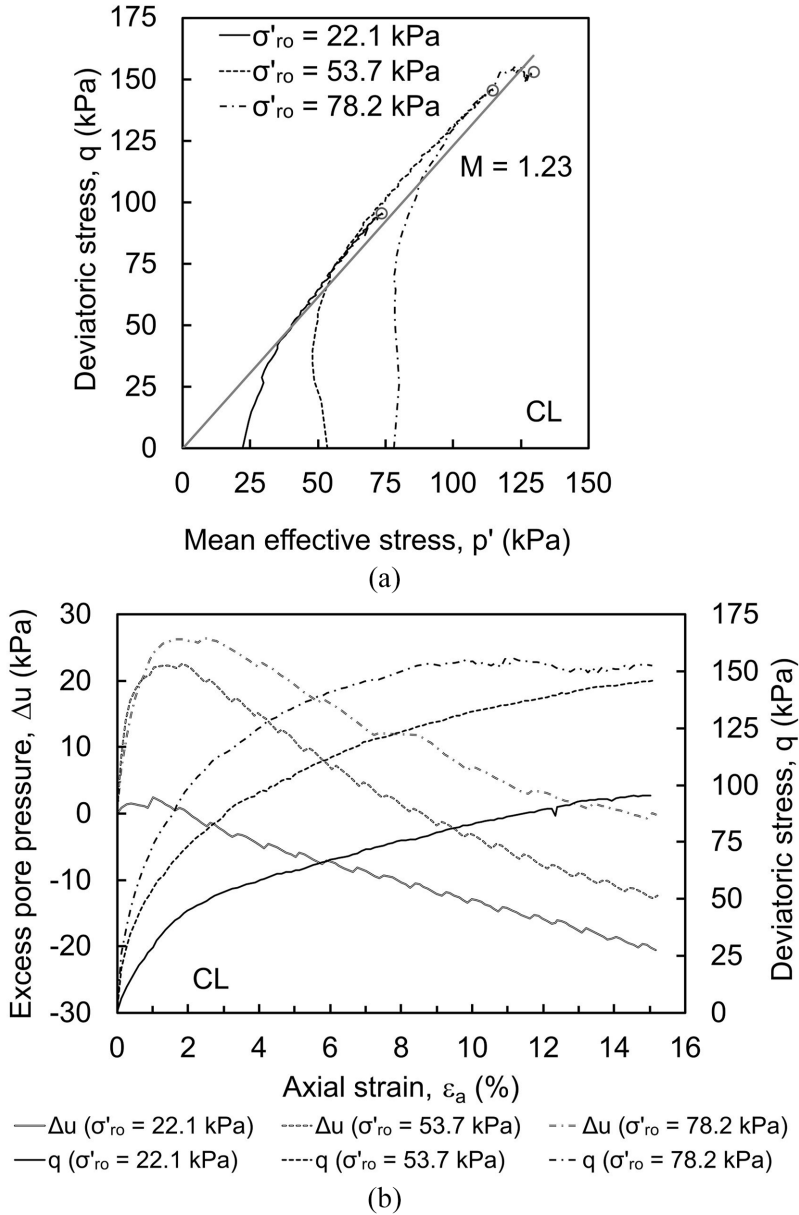 175
150
125
100
75
50
25
0
Deviatoric stress, q (kPa)
σ'ro = 22.1 kPa
σ'ro = 53.7 kPa
σ'ro = 78.2 kPa
M = 1.23
CL
0 25 50 75 100 125 150
Mean effective stress, p' (kPa)
(a)
30
20
10
0
-10
-20
-30
Excess pore pressure, Δu (kPa)
175
150
125
100
75
50
25
0
Deviatoric stress, q (kPa)
CL
0 2 4 6 8 10 12 14 16
Axial strain, εa (%)
Δu (σ'ro = 22.1 kPa) Δu (σ'ro = 53.7 kPa) Δu (σ'ro = 78.2 kPa)
q (σ'ro = 22.1 kPa) q (σ'ro = 53.7 kPa) q (σ'ro = 78.2 kPa)
(b)